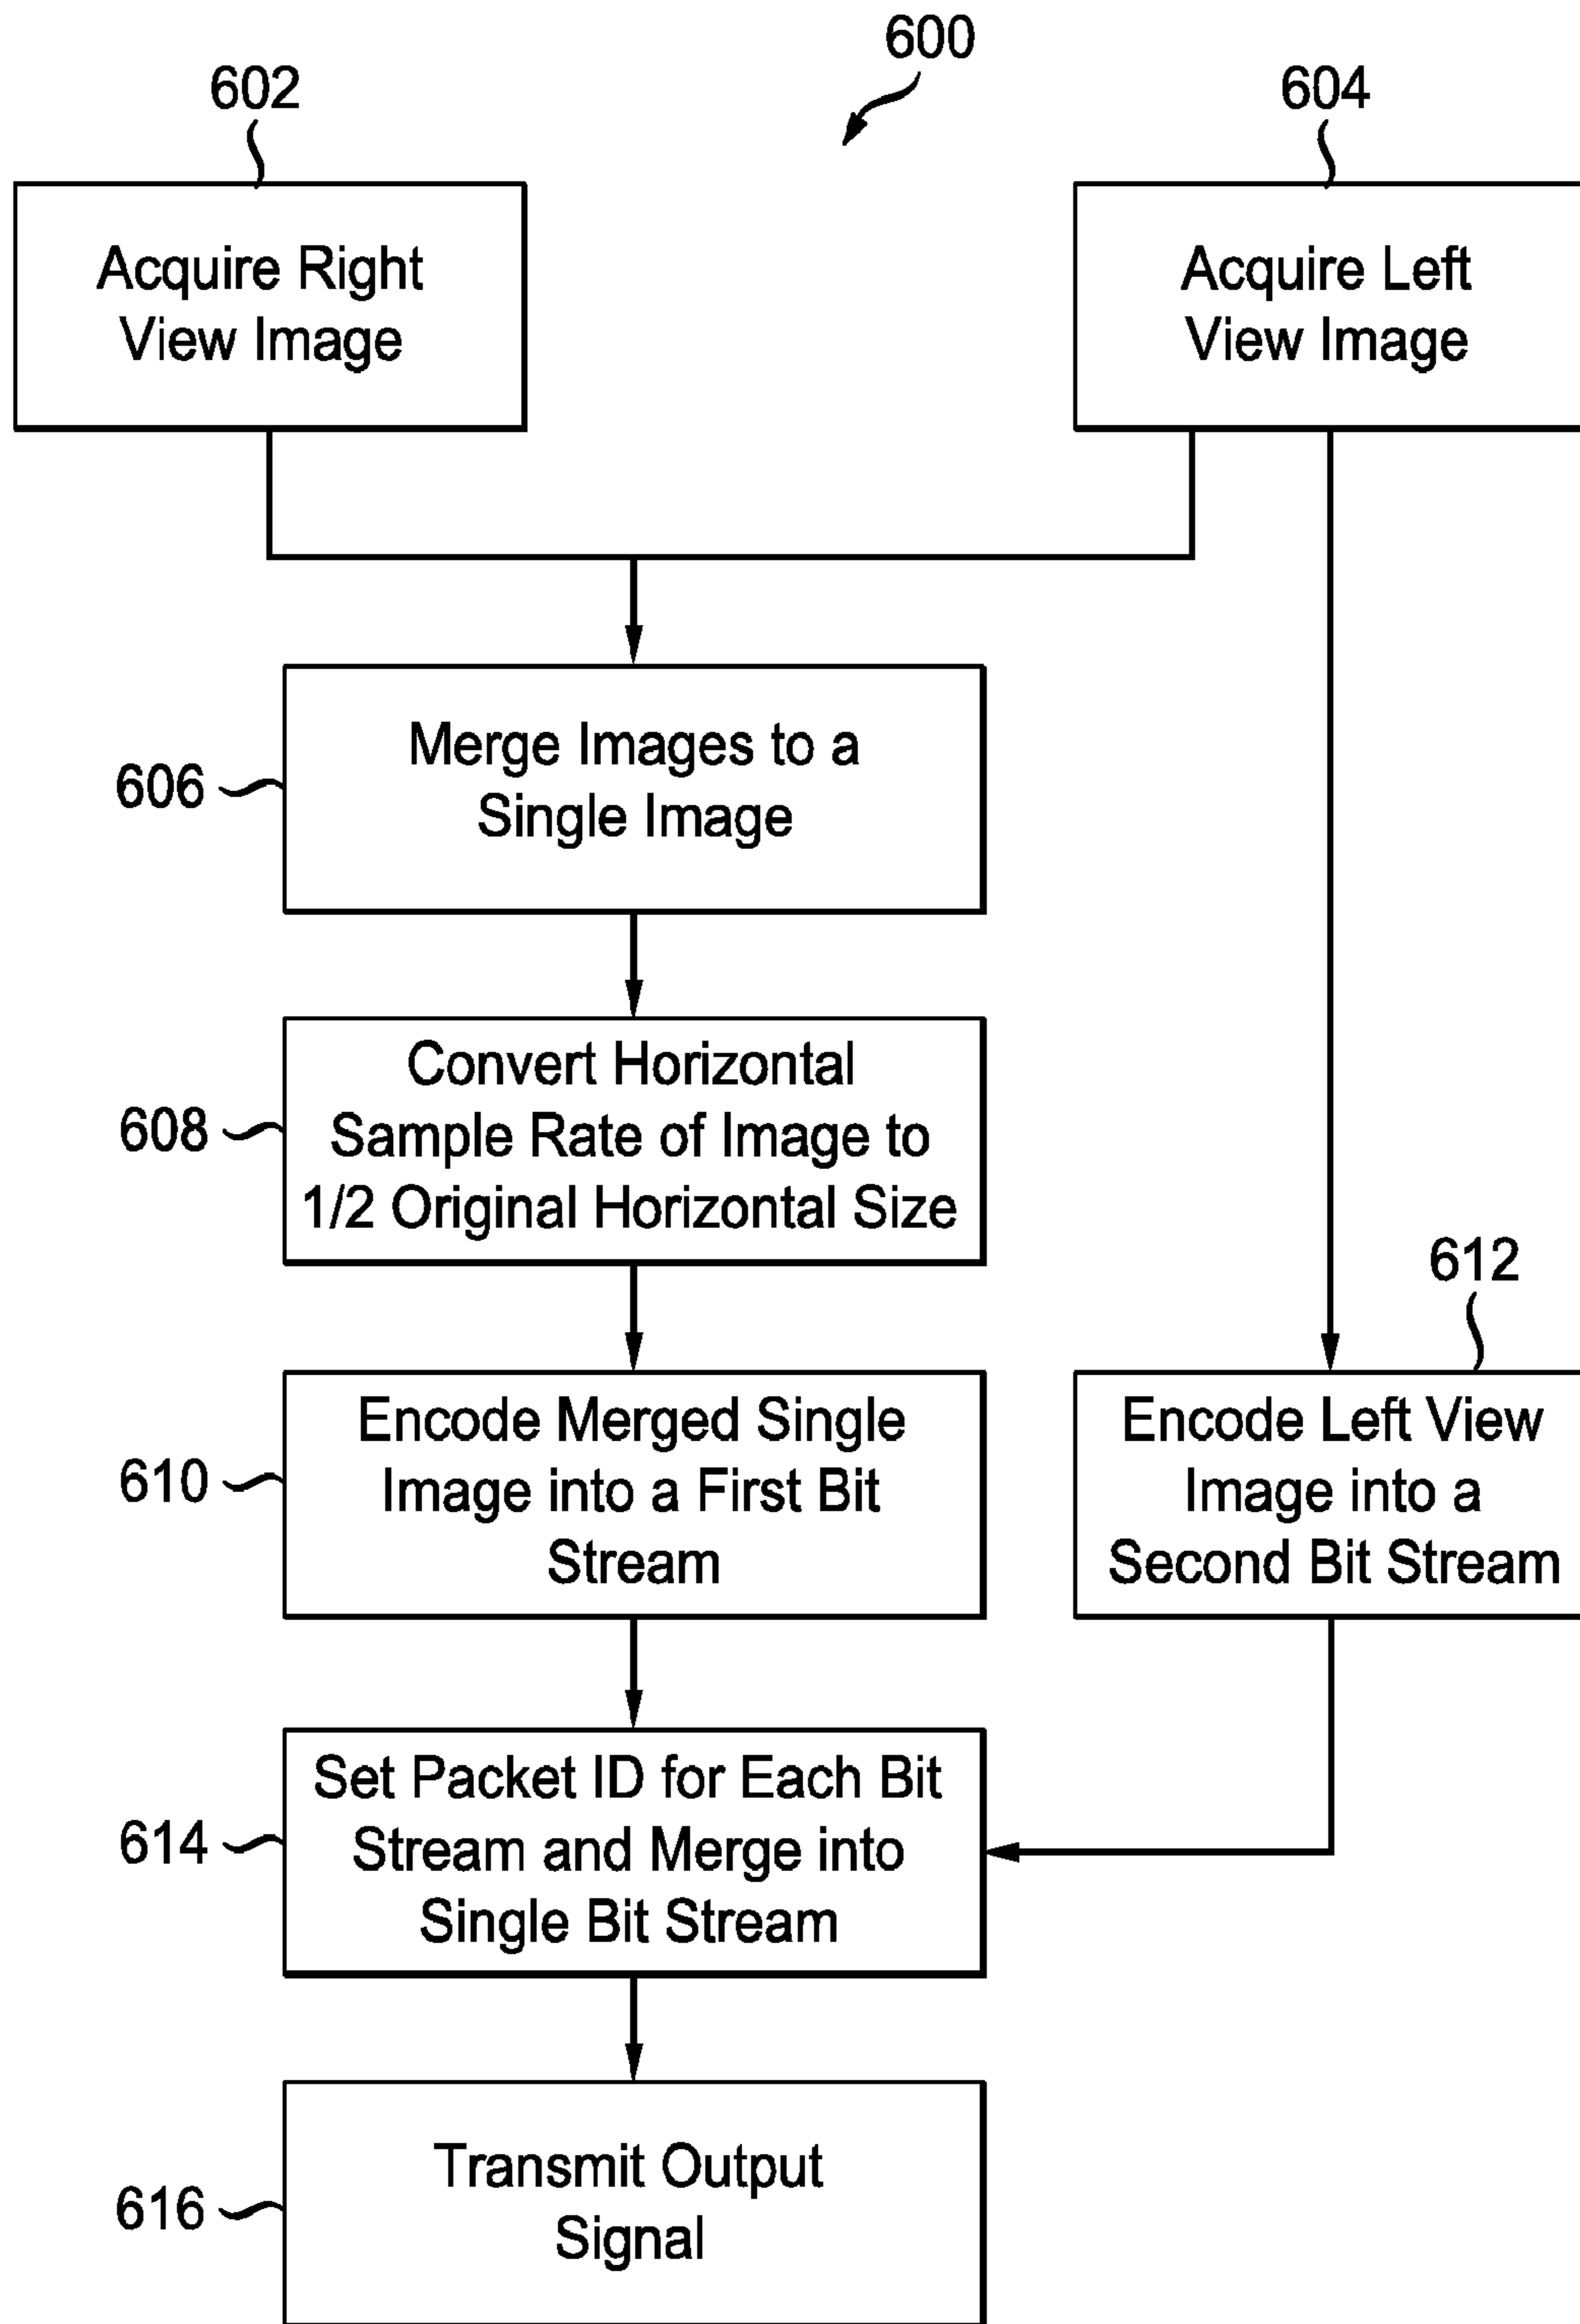 600
602
604
Acquire Right
View Image
Acquire Left
View Image
606
Merge Images to a
Single Image
608
Convert Horizontal
Sample Rate of Image to
1/2 Original Horizontal Size
610
Encode Merged Single
Image into a First Bit
Stream
612
Encode Left View
Image into a
Second Bit Stream
614
Set Packet ID for Each Bit
Stream and Merge into
Single Bit Stream
616
Transmit Output
Signal